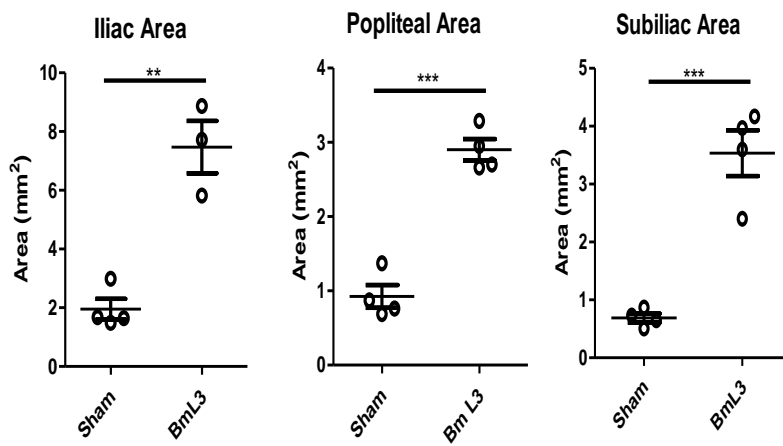 Iliac Area
**
Area (mm²)
10
8
6
4
2
0
Sham
BmL3
Popliteal Area
***
Area (mm²)
4
3
2
1
0
Sham
Bm L3
Subiliac Area
***
Area (mm²)
5
4
3
2
1
0
Sham
BmL3